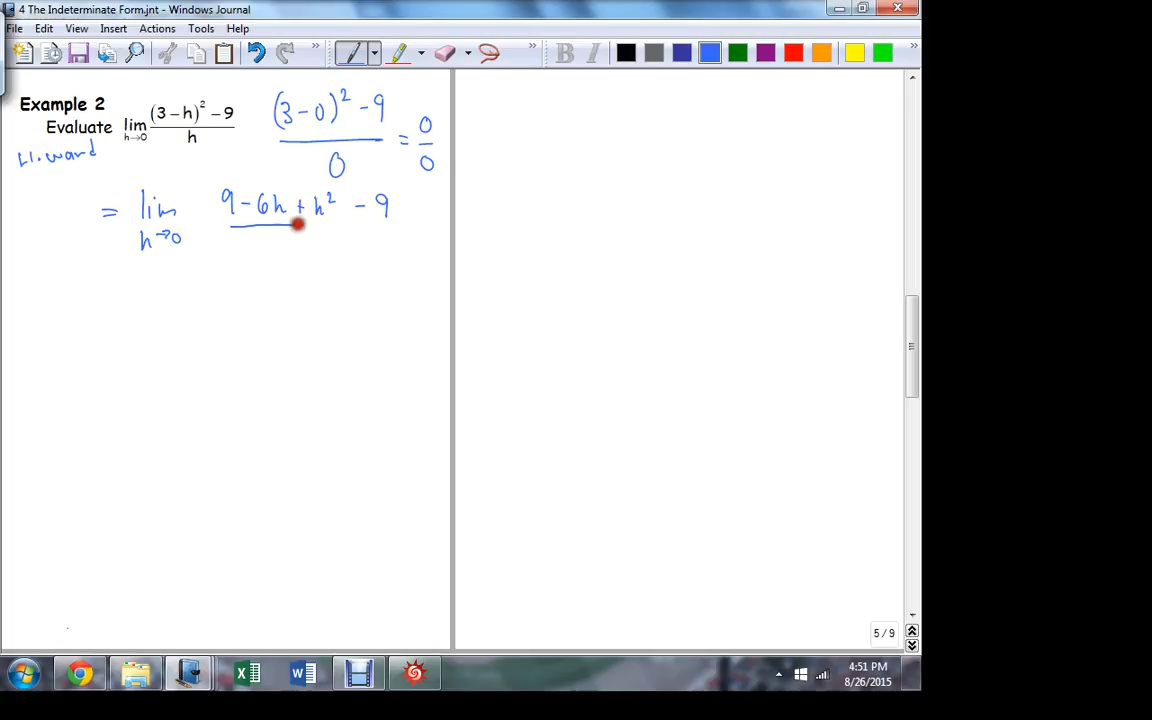 4 The Indeterminate Form.jnt - Windows Journal
File Edit View Insert Actions Tools Help
B I
Example 2
Evaluate lim h→0 (3 – h)² – 9 / h
(3 - 0)² - 9 / 0 = 0 / 0
= lim h→0 9 - 6h + h² - 9
5 / 9
4:51 PM
8/26/2015